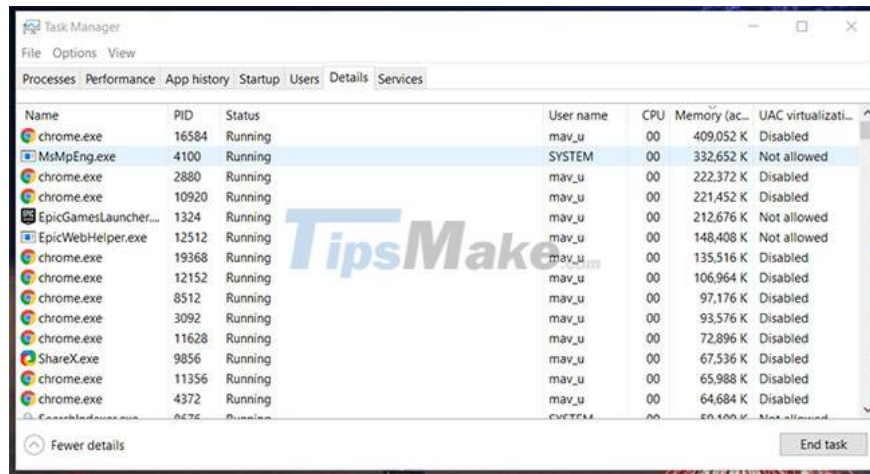 Task Manager
File Options View
Processes Performance App history Startup Users Details Services
Name PID Status User name CPU Memory (ac... UAC virtualizati...
chrome.exe 16584 Running mav_u 00 409,052 K Disabled
MsMpEng.exe 4100 Running SYSTEM 00 332,652 K Not allowed
chrome.exe 2880 Running mav_u 00 222,372 K Disabled
chrome.exe 10920 Running mav_u 00 221,452 K Disabled
EpicGamesLauncher.... 1324 Running mav_u 00 212,676 K Not allowed
EpicWebHelper.exe 12512 Running mav_u 00 148,408 K Not allowed
chrome.exe 19368 Running mav_u 00 135,516 K Disabled
TipsMake.com
chrome.exe 12152 Running mav_u 00 106,964 K Disabled
chrome.exe 8512 Running mav_u 00 97,176 K Disabled
chrome.exe 3092 Running mav_u 00 93,576 K Disabled
chrome.exe 11628 Running mav_u 00 72,896 K Disabled
ShareX.exe 9856 Running mav_u 00 67,536 K Disabled
chrome.exe 11356 Running mav_u 00 65,988 K Disabled
chrome.exe 4372 Running mav_u 00 64,684 K Disabled
SearchIndexer.exe Running SYSTEM 00 Not allowed
Fewer details End task